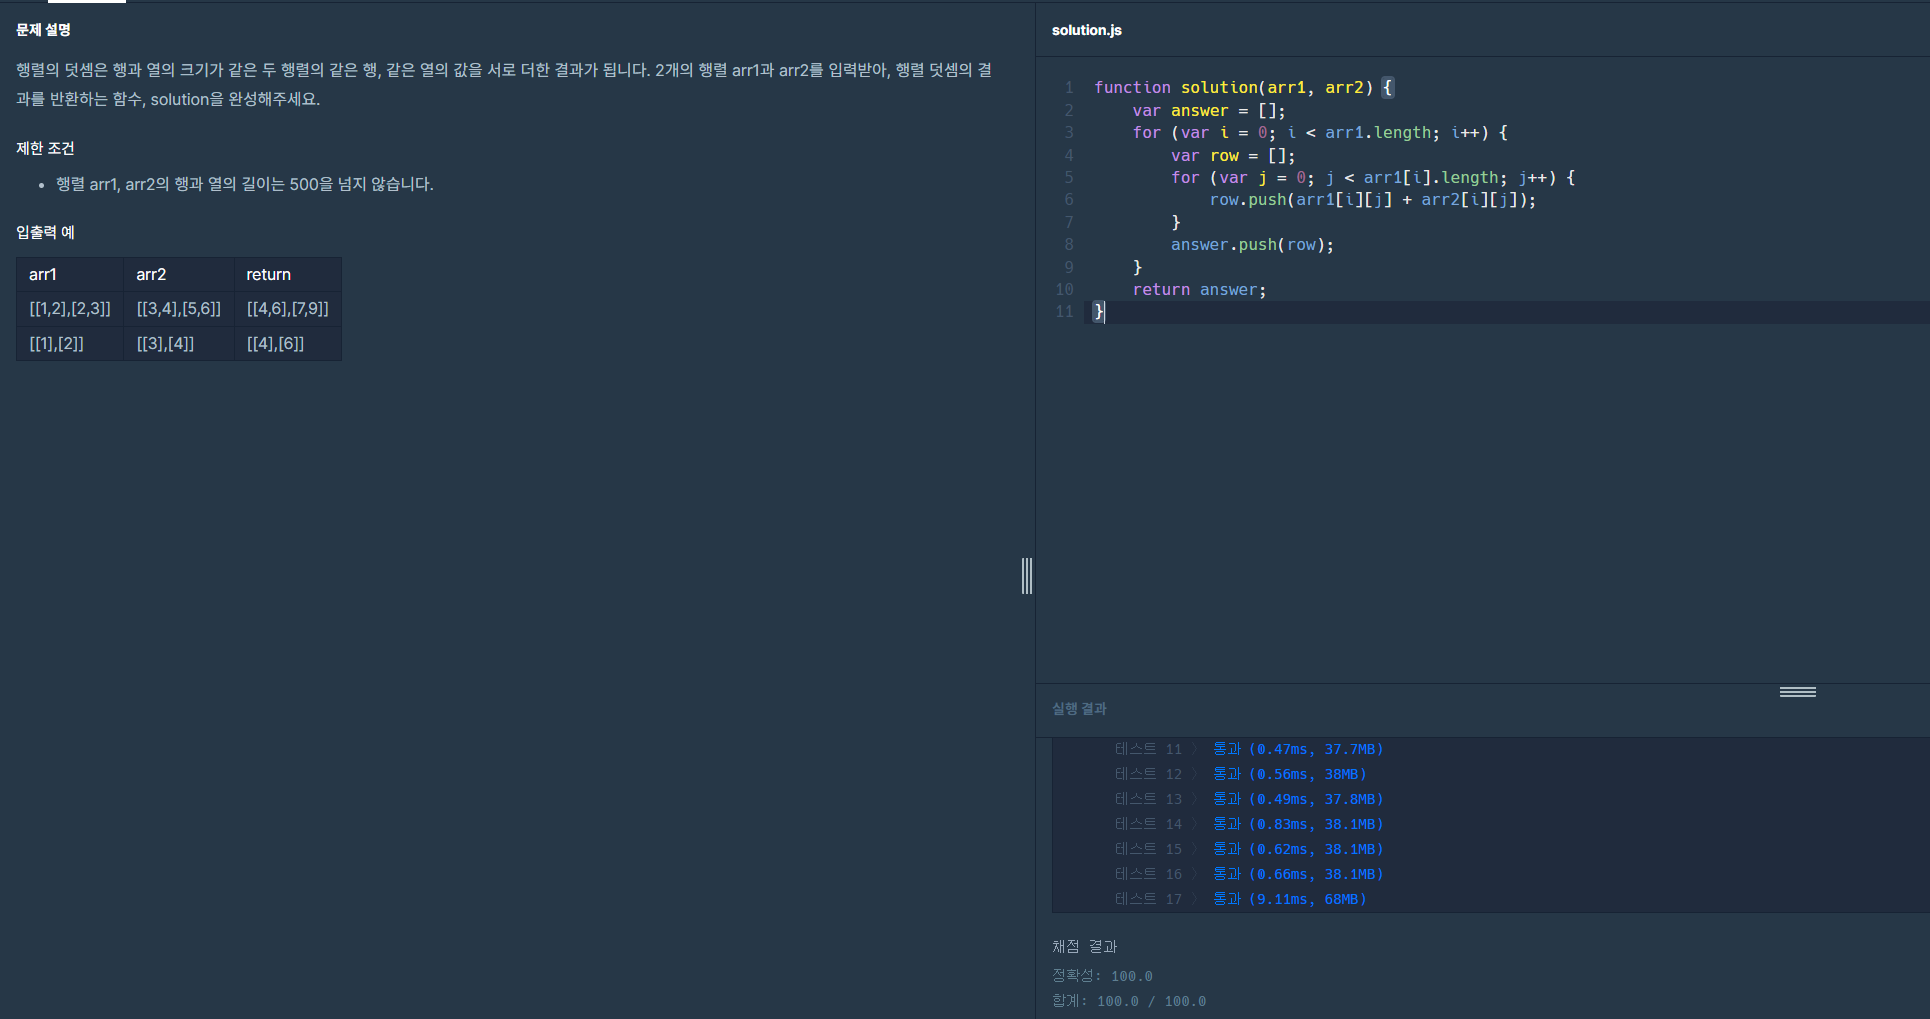 문제 설명
행렬의 덧셈은 행과 열의 크기가 같은 두 행렬의 같은 행, 같은 열의 값을 서로 더한 결과가 됩니다. 2개의 행렬 arr1과 arr2를 입력받아, 행렬 덧셈의 결
과를 반환하는 함수, solution을 완성해주세요.
제한 조건
• 행렬 arr1, arr2의 행과 열의 길이는 500을 넘지 않습니다.
입출력 예
arr1 arr2 return
[[1,2],[2,3]] [[3,4],[5,6]] [[4,6],[7,9]]
[[1],[2]] [[3],[4]] [[4],[6]]
solution.js
1 function solution(arr1, arr2) {
2     var answer = [];
3     for (var i = 0; i < arr1.length; i++) {
4         var row = [];
5         for (var j = 0; j < arr1[i].length; j++) {
6             row.push(arr1[i][j] + arr2[i][j]);
7         }
8         answer.push(row);
9     }
10     return answer;
11 }
실행 결과
테스트 11 〉 통과 (0.47ms, 37.7MB)
테스트 12 〉 통과 (0.56ms, 38MB)
테스트 13 〉 통과 (0.49ms, 37.8MB)
테스트 14 〉 통과 (0.83ms, 38.1MB)
테스트 15 〉 통과 (0.62ms, 38.1MB)
테스트 16 〉 통과 (0.66ms, 38.1MB)
테스트 17 〉 통과 (9.11ms, 68MB)
채점 결과
정확성: 100.0
합계: 100.0 / 100.0